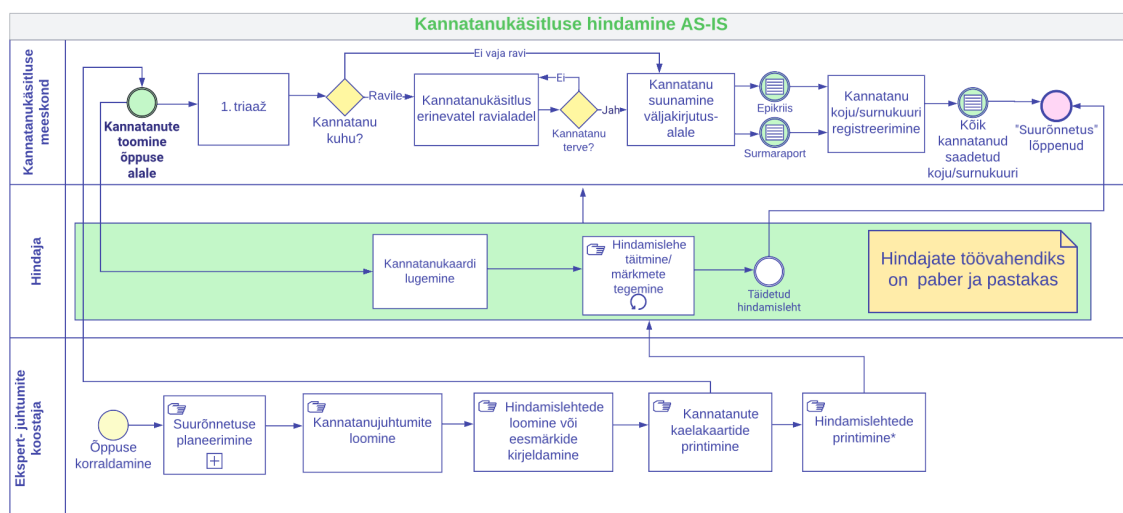 Kannatanukäsitluse hindamine AS-IS
Kannatanukäsitluse
meeskond
Kannatanute
toomine
õppuse
alale
1. triaaž
Kannatanu
kuhu?
Ei vaja ravi
Ravile
Kannatanukäsitlus
erinevatel ravialadel
Ei
Kannatanu
terve?
Jah
Kannatanu
suunamine
väljakirjutus-
alale
Epikriis
Surmaraport
Kannatanu
koju/surnukuuri
registreerimine
Kõik
kannatanud
saadetud
koju/surnukuuri
"Suurõnnetus"
lõppenud
Hindaja
Kannatanukaardi
lugemine
Hindamislehe
täitmine/
märkmete
tegemine
Täidetud
hindamisleht
Hindajate töövahendiks
on paber ja pastakas
Ekspert- juhtumite
koostaja
Õppuse
korraldamine
Suurõnnetuse
planeerimine
Kannatanujuhtumite
loomine
Hindamislehtede
loomine või
eesmärkide
kirjeldamine
Kannatanute
kaelakaartide
printimine
Hindamislehtede
printimine*